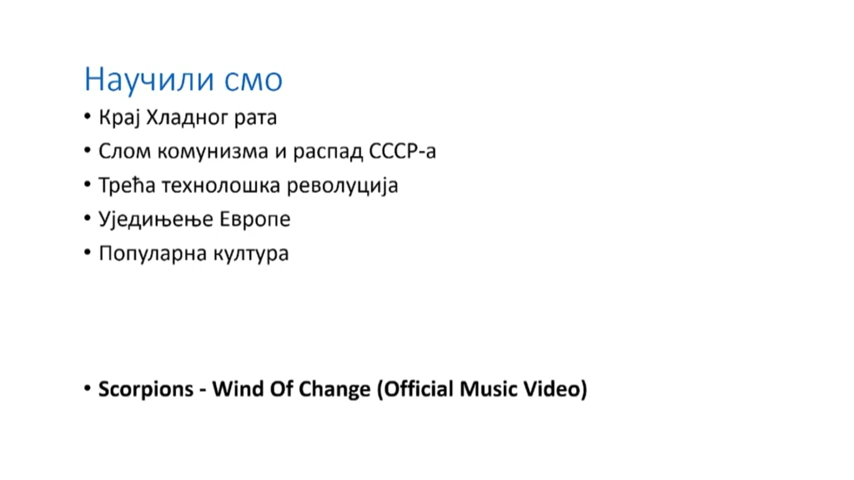 Научили смо
• Крај Хладног рата
• Слом комунизма и распад СССР-а
• Трећа технолошка револуција
• Уједињење Европе
• Популарна култура
• Scorpions - Wind Of Change (Official Music Video)